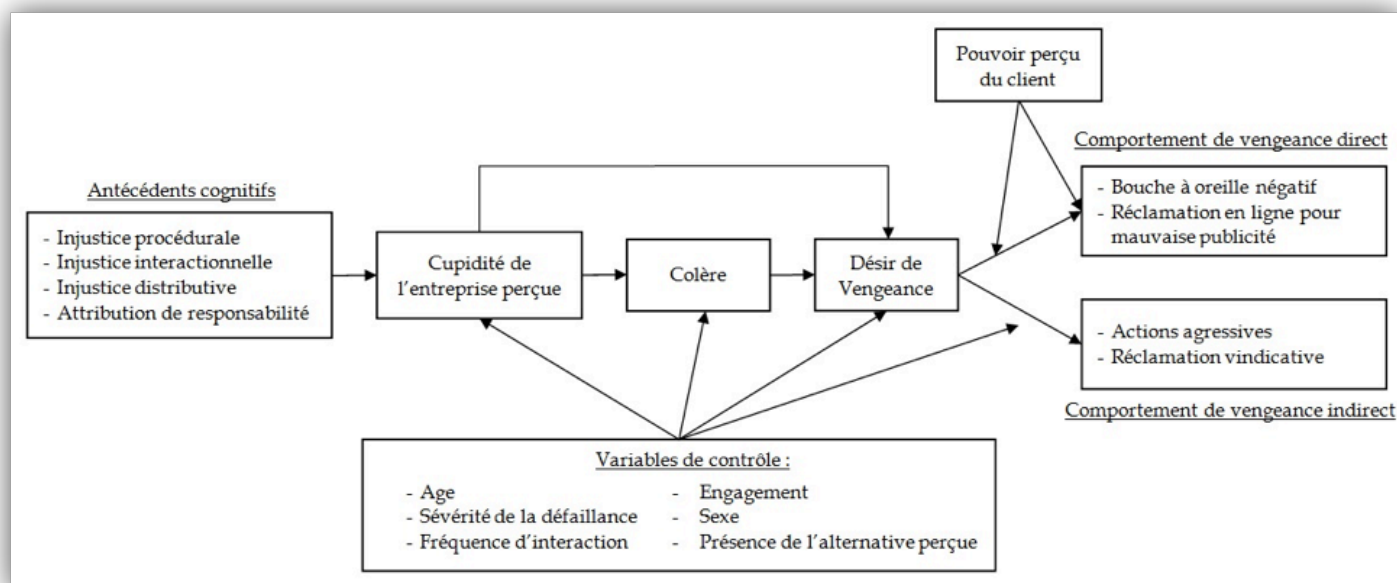 Pouvoir perçu
du client
Comportement de vengeance direct
- Bouche à oreille négatif
- Réclamation en ligne pour
mauvaise publicité
Antécédents cognitifs
- Injustice procédurale
- Injustice interactionnelle
- Injustice distributive
- Attribution de responsabilité
Cupidité de
l'entreprise perçue
Colère
Désir de
Vengeance
- Actions agressives
- Réclamation vindicative
Comportement de vengeance indirect
Variables de contrôle :
- Age
- Sévérité de la défaillance
- Fréquence d'interaction
- Engagement
- Sexe
- Présence de l'alternative perçue